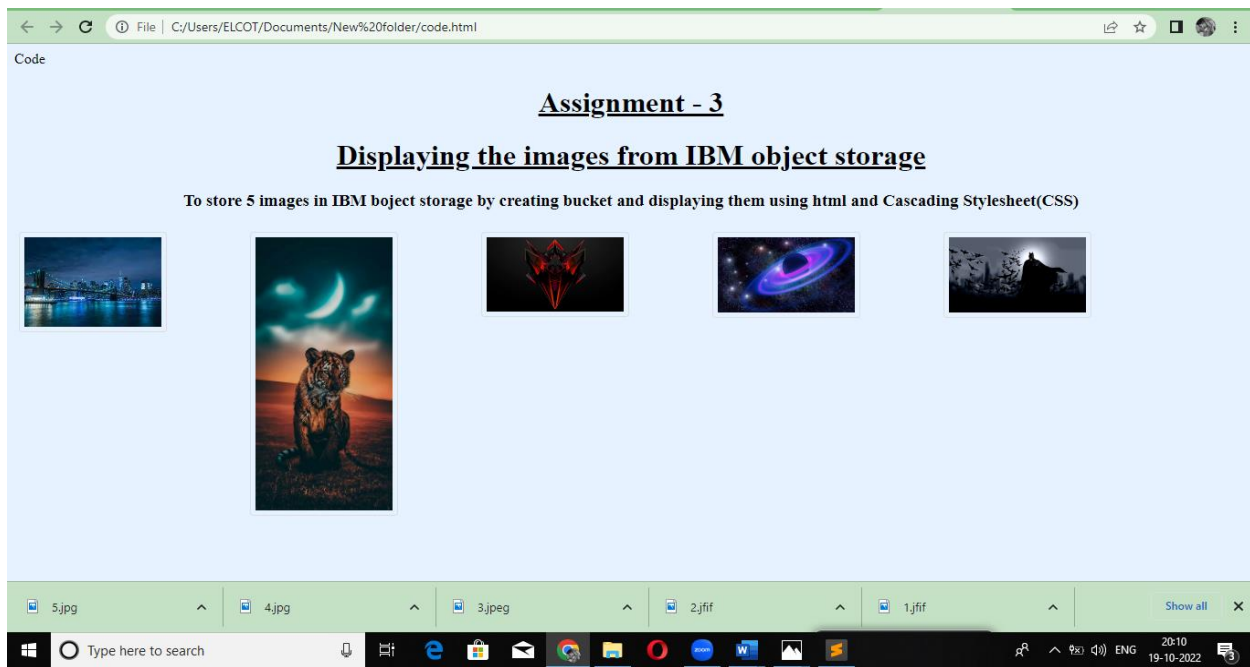 File | C:/Users/ELCOT/Documents/New%20folder/code.html
Code
Assignment - 3
Displaying the images from IBM object storage
To store 5 images in IBM boject storage by creating bucket and displaying them using html and Cascading Stylesheet(CSS)
5.jpg
4.jpg
3.jpeg
2.jfif
1.jfif
Show all
Type here to search
zoom
W
ENG
20:10
19-10-2022
3